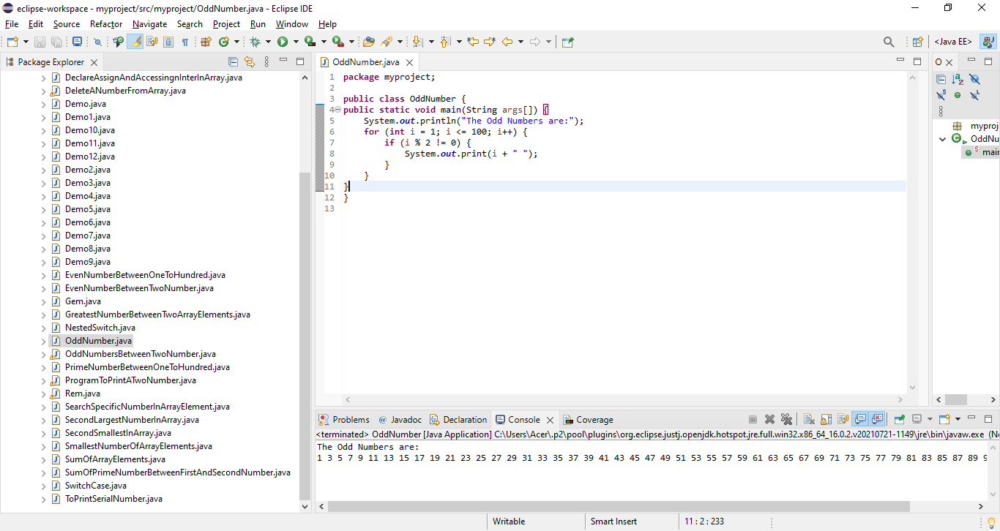 eclipse-workspace - myproject/src/myproject/OddNumber.java - Eclipse IDE
File Edit Source Refactor Navigate Search Project Run Window Help
<Java EE>
Package Explorer
DeclareAssignAndAccessingnInterInArray.java
DeleteANumberFromArray.java
Demo.java
Demo1.java
Demo10.java
Demo11.java
Demo12.java
Demo2.java
Demo3.java
Demo4.java
Demo5.java
Demo6.java
Demo7.java
Demo8.java
Demo9.java
EvenNumberBetweenOneToHundred.java
EvenNumberBetweenTwoNumber.java
Gem.java
GreatestNumberBetweenTwoArrayElements.java
NestedSwitch.java
OddNumber.java
OddNumbersBetweenTwoNumber.java
PrimeNumberBetweenOneToHundred.java
ProgramToPrintATwoNumber.java
Rem.java
SearchSpecificNumberInArrayElement.java
SecondLargestNumberInArray.java
SecondSmallestInArray.java
SmallestNumberOfArrayElements.java
SumOfArrayElements.java
SumOfPrimeNumberBetweenFirstAndSecondNumber.java
SwitchCase.java
ToPrintSerialNumber.java
OddNumber.java
1 package myproject;
2
3 public class OddNumber {
4 public static void main(String args[]) {
5 System.out.println("The Odd Numbers are:");
6 for (int i = 1; i <= 100; i++) {
7 if (i % 2 != 0) {
8 System.out.print(i + " ");
9 }
10 }
11 }
12 }
13
O
myproj
OddNu
main
Problems @ Javadoc Declaration Console Coverage
<terminated> OddNumber [Java Application] C:\Users\Acer\.p2\pool\plugins\org.eclipse.justj.openjdk.hotspot.jre.full.win32.x86_64_16.0.2.v20210721-1149\jre\bin\javaw.exe (N
The Odd Numbers are:
1 3 5 7 9 11 13 15 17 19 21 23 25 27 29 31 33 35 37 39 41 43 45 47 49 51 53 55 57 59 61 63 65 67 69 71 73 75 77 79 81 83 85 87 89 9
Writable Smart Insert 11 : 2 : 233